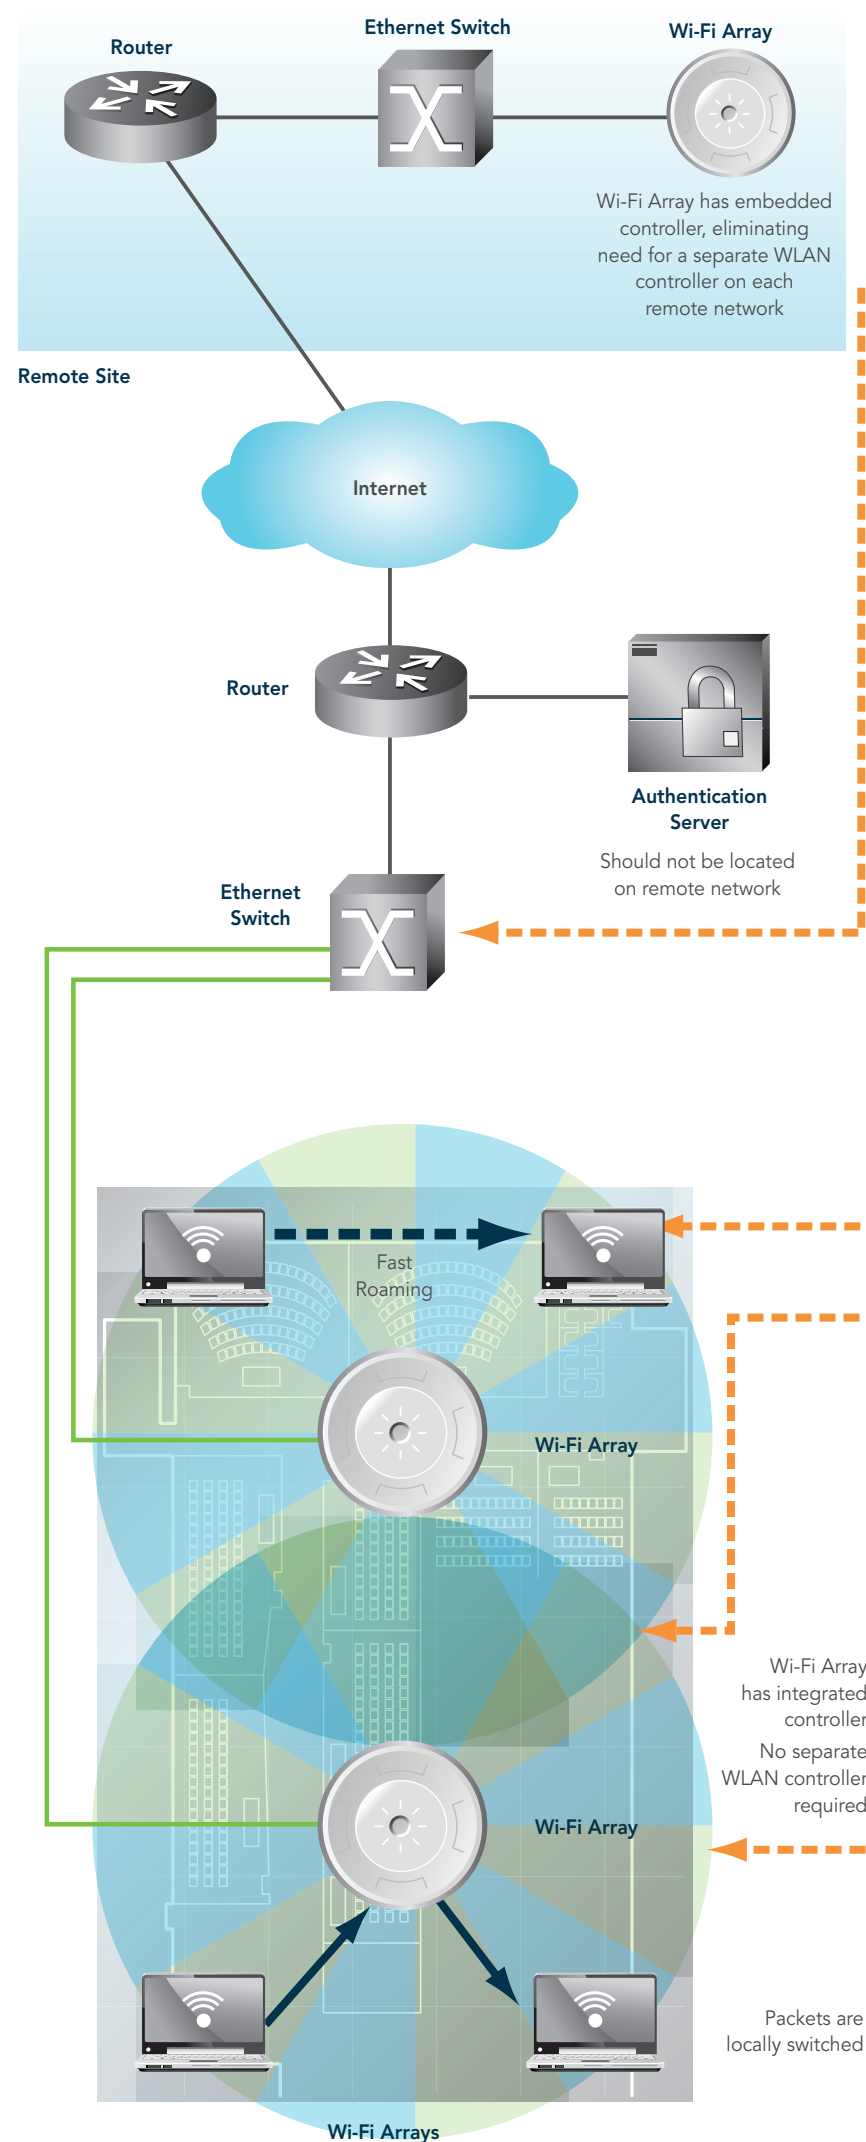 Router
Ethernet Switch
Wi-Fi Array
Wi-Fi Array has embedded
controller, eliminating
need for a separate WLAN
controller on each
remote network
Remote Site
Internet
Router
Authentication
Server
Should not be located
on remote network
Ethernet
Switch
Fast
Roaming
Wi-Fi Array
Wi-Fi Array
has integrated
controller
No separate
WLAN controller
required
Wi-Fi Array
Packets are
locally switched
Wi-Fi Arrays